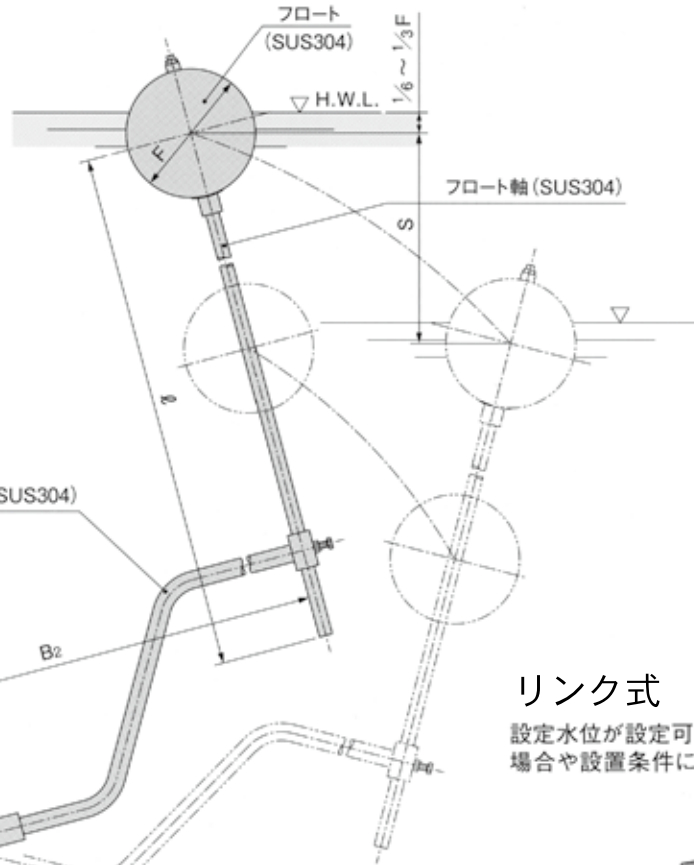 フロート
(SUS304)
1/6 ~ 1/3F
H.W.L.
F
フロート軸(SUS304)
S
ℓ
SUS304)
B2
リンク式
設定水位が設定可
場合や設置条件に